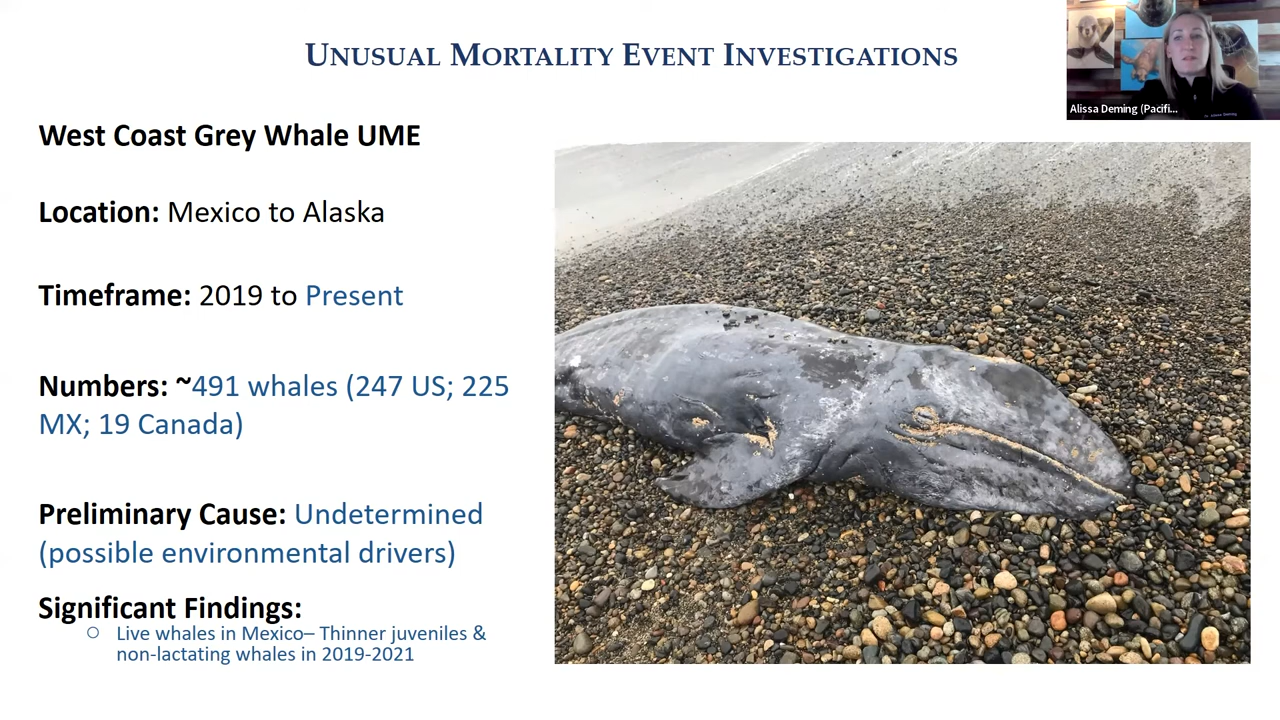 UNUSUAL MORTALITY EVENT INVESTIGATIONS
Alissa Deming (Pacifi...
West Coast Grey Whale UME
Location: Mexico to Alaska
Timeframe: 2019 to Present
Numbers: ~491 whales (247 US; 225
MX; 19 Canada)
Preliminary Cause: Undetermined
(possible environmental drivers)
Significant Findings:
○ Live whales in Mexico– Thinner juveniles &
non-lactating whales in 2019-2021